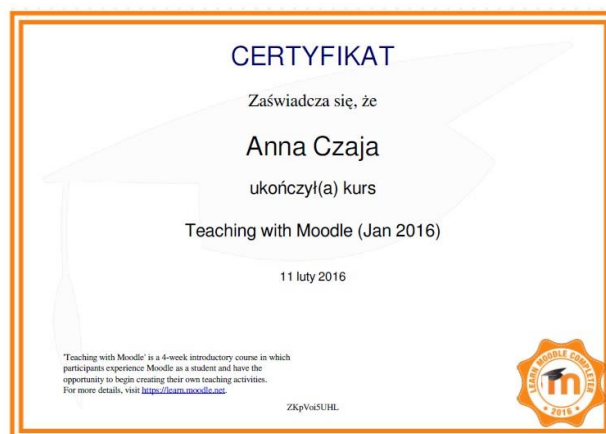 CERTYFIKAT
Zaświadcza się, że
Anna Czaja
ukończył(a) kurs
Teaching with Moodle (Jan 2016)
11 luty 2016
'Teaching with Moodle' is a 4-week introductory course in which
participants experience Moodle as a student and have the
opportunity to begin creating their own teaching activities.
For more details, visit https://learn.moodle.net.
ZKpVoi5UHL
LEARN MOODLE COMPLETER
m
2016